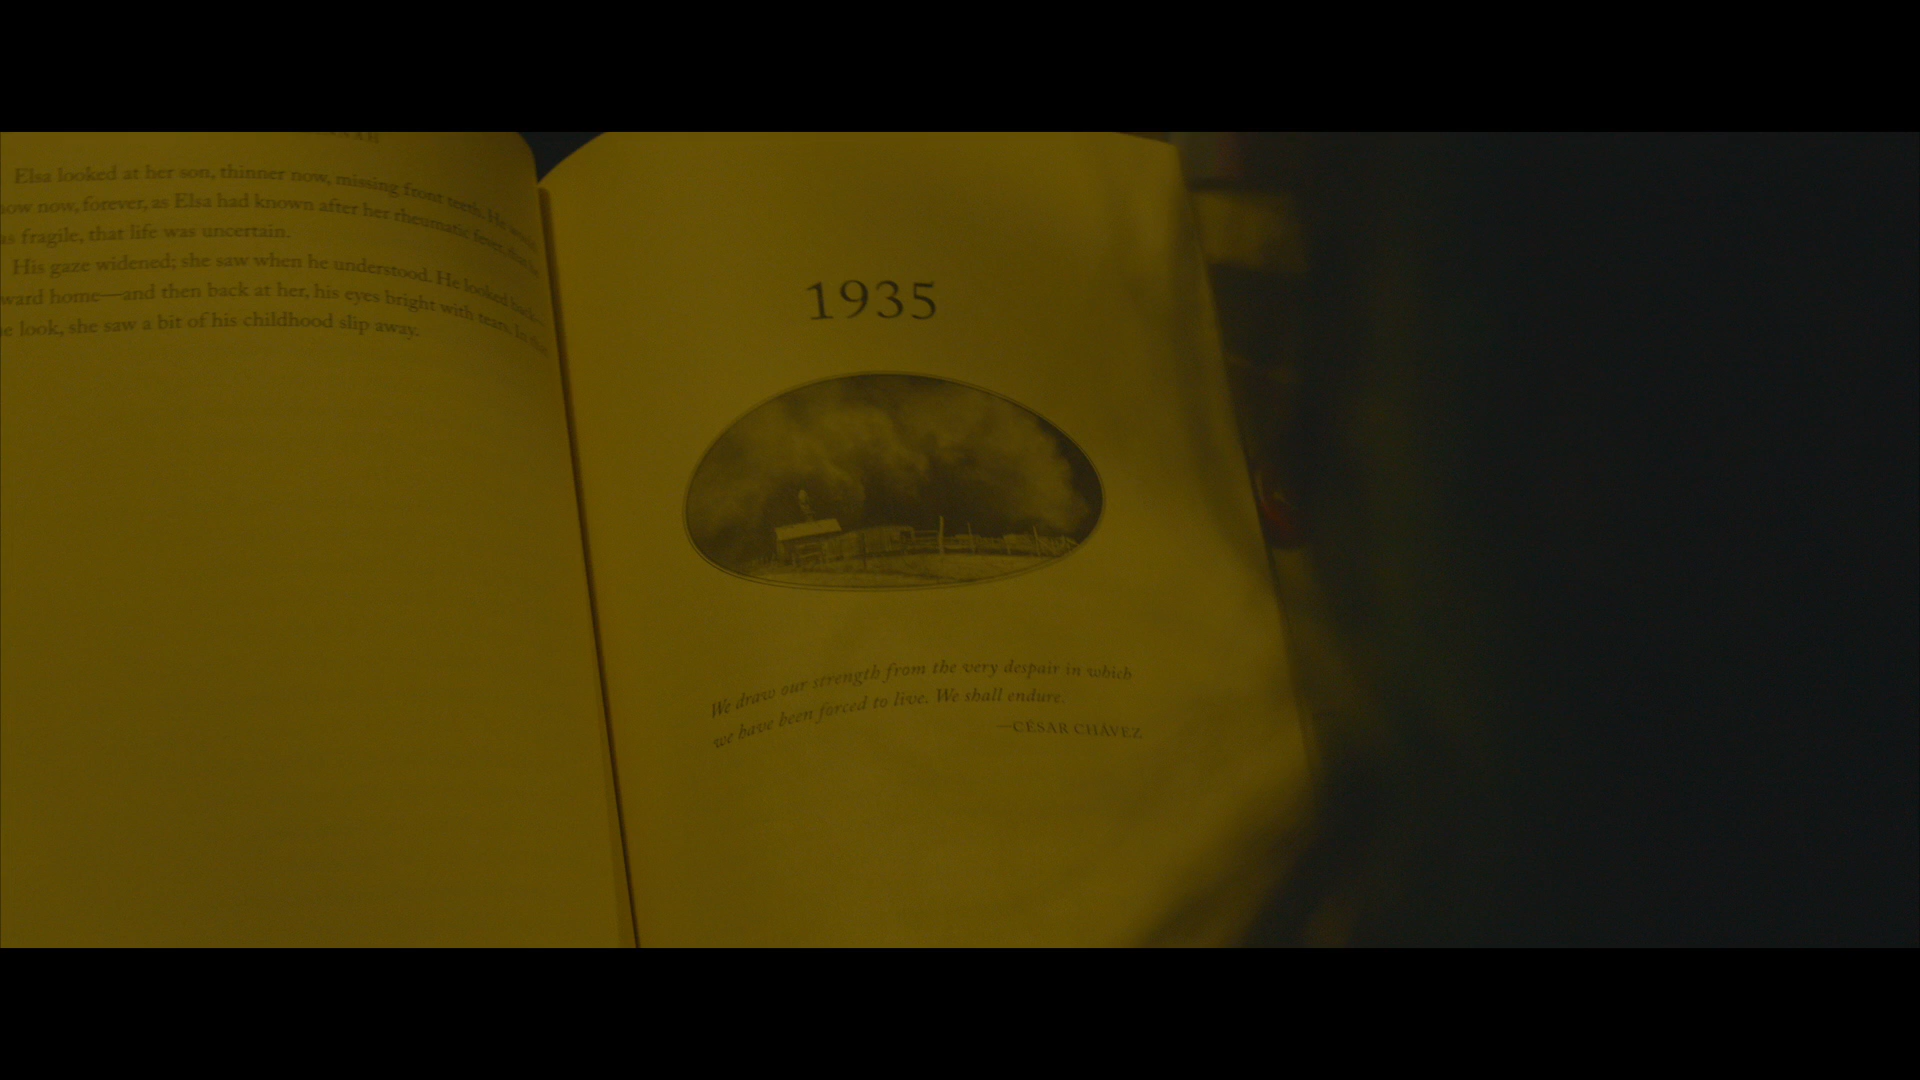 Elsa looked at her son, thinner now, missing front teeth. He
now, forever, as Elsa had known after her rheumatic fever, that
fragile, that life was uncertain.
His gaze widened; she saw when he understood. He looked back—
ward home—and then back at her, his eyes bright with tears. In
look, she saw a bit of his childhood slip away.
1935
We draw our strength from the very despair in which
we have been forced to live. We shall endure.
—CÉSAR CHÁVEZ